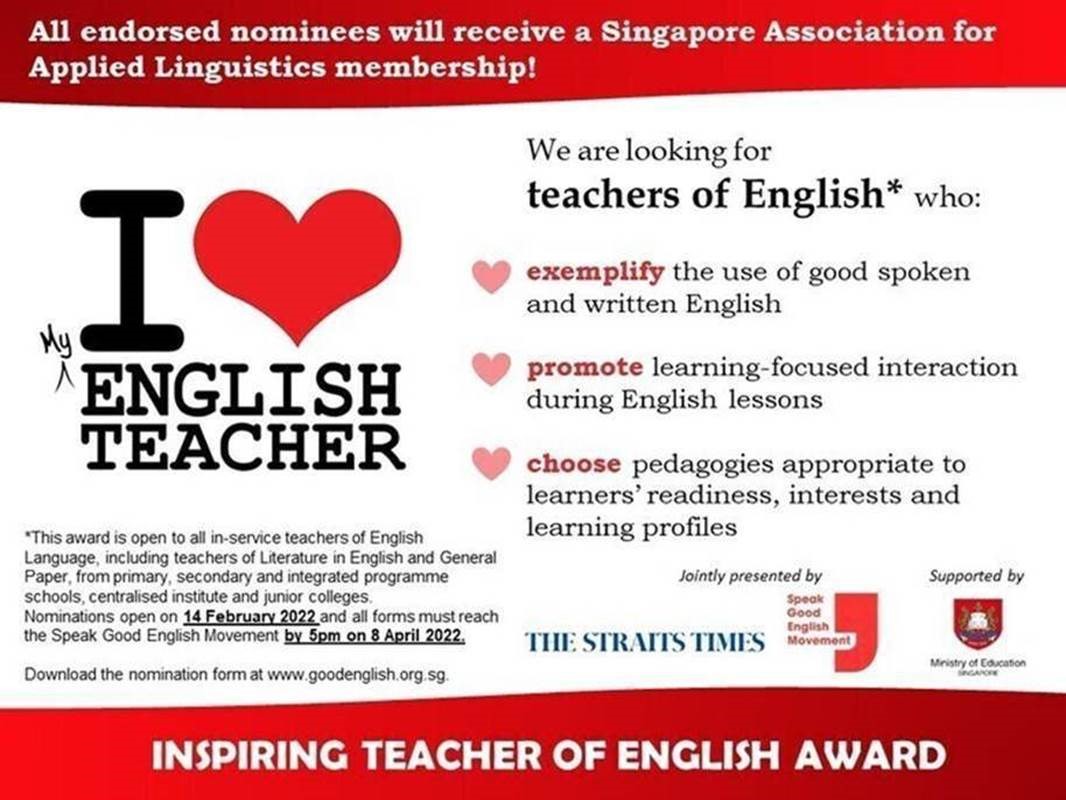 All endorsed nominees will receive a Singapore Association for
Applied Linguistics membership!
I
My
ENGLISH
TEACHER
We are looking for
teachers of English* who:
exemplify the use of good spoken
and written English
promote learning-focused interaction
during English lessons
choose pedagogies appropriate to
learners' readiness, interests and
learning profiles
*This award is open to all in-service teachers of English
Language, including teachers of Literature in English and General
Paper, from primary, secondary and integrated programme
schools, centralised institute and junior colleges.
Nominations open on 14 February 2022 and all forms must reach
the Speak Good English Movement by 5pm on 8 April 2022.
Download the nomination form at www.goodenglish.org.sg.
Jointly presented by
THE STRAITS TIMES
Speak
Good
English
Movement
Supported by
Ministry of Education
SINGAPORE
INSPIRING TEACHER OF ENGLISH AWARD